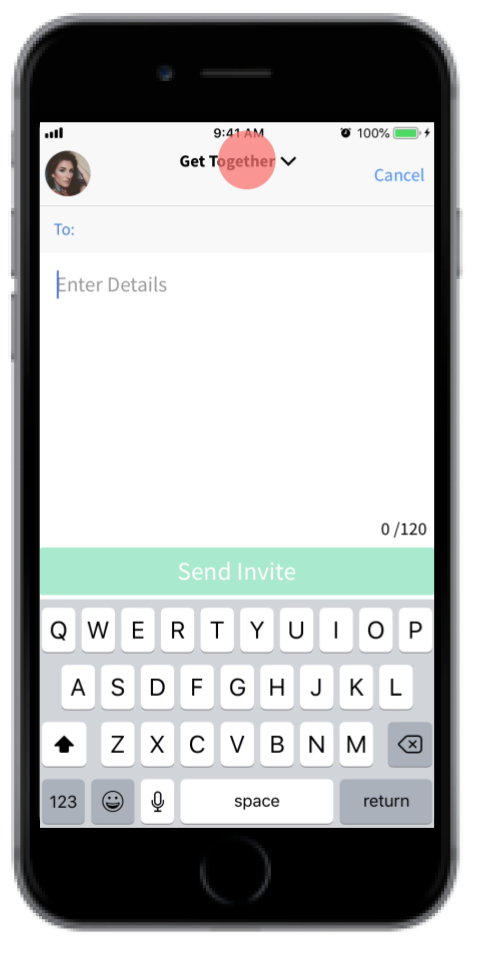 9:41 AM 100%
Get Together
Cancel
To:
Enter Details
0 /120
Send Invite
Q W E R T Y U I O P
A S D F G H J K L
Z X C V B N M
123 space return